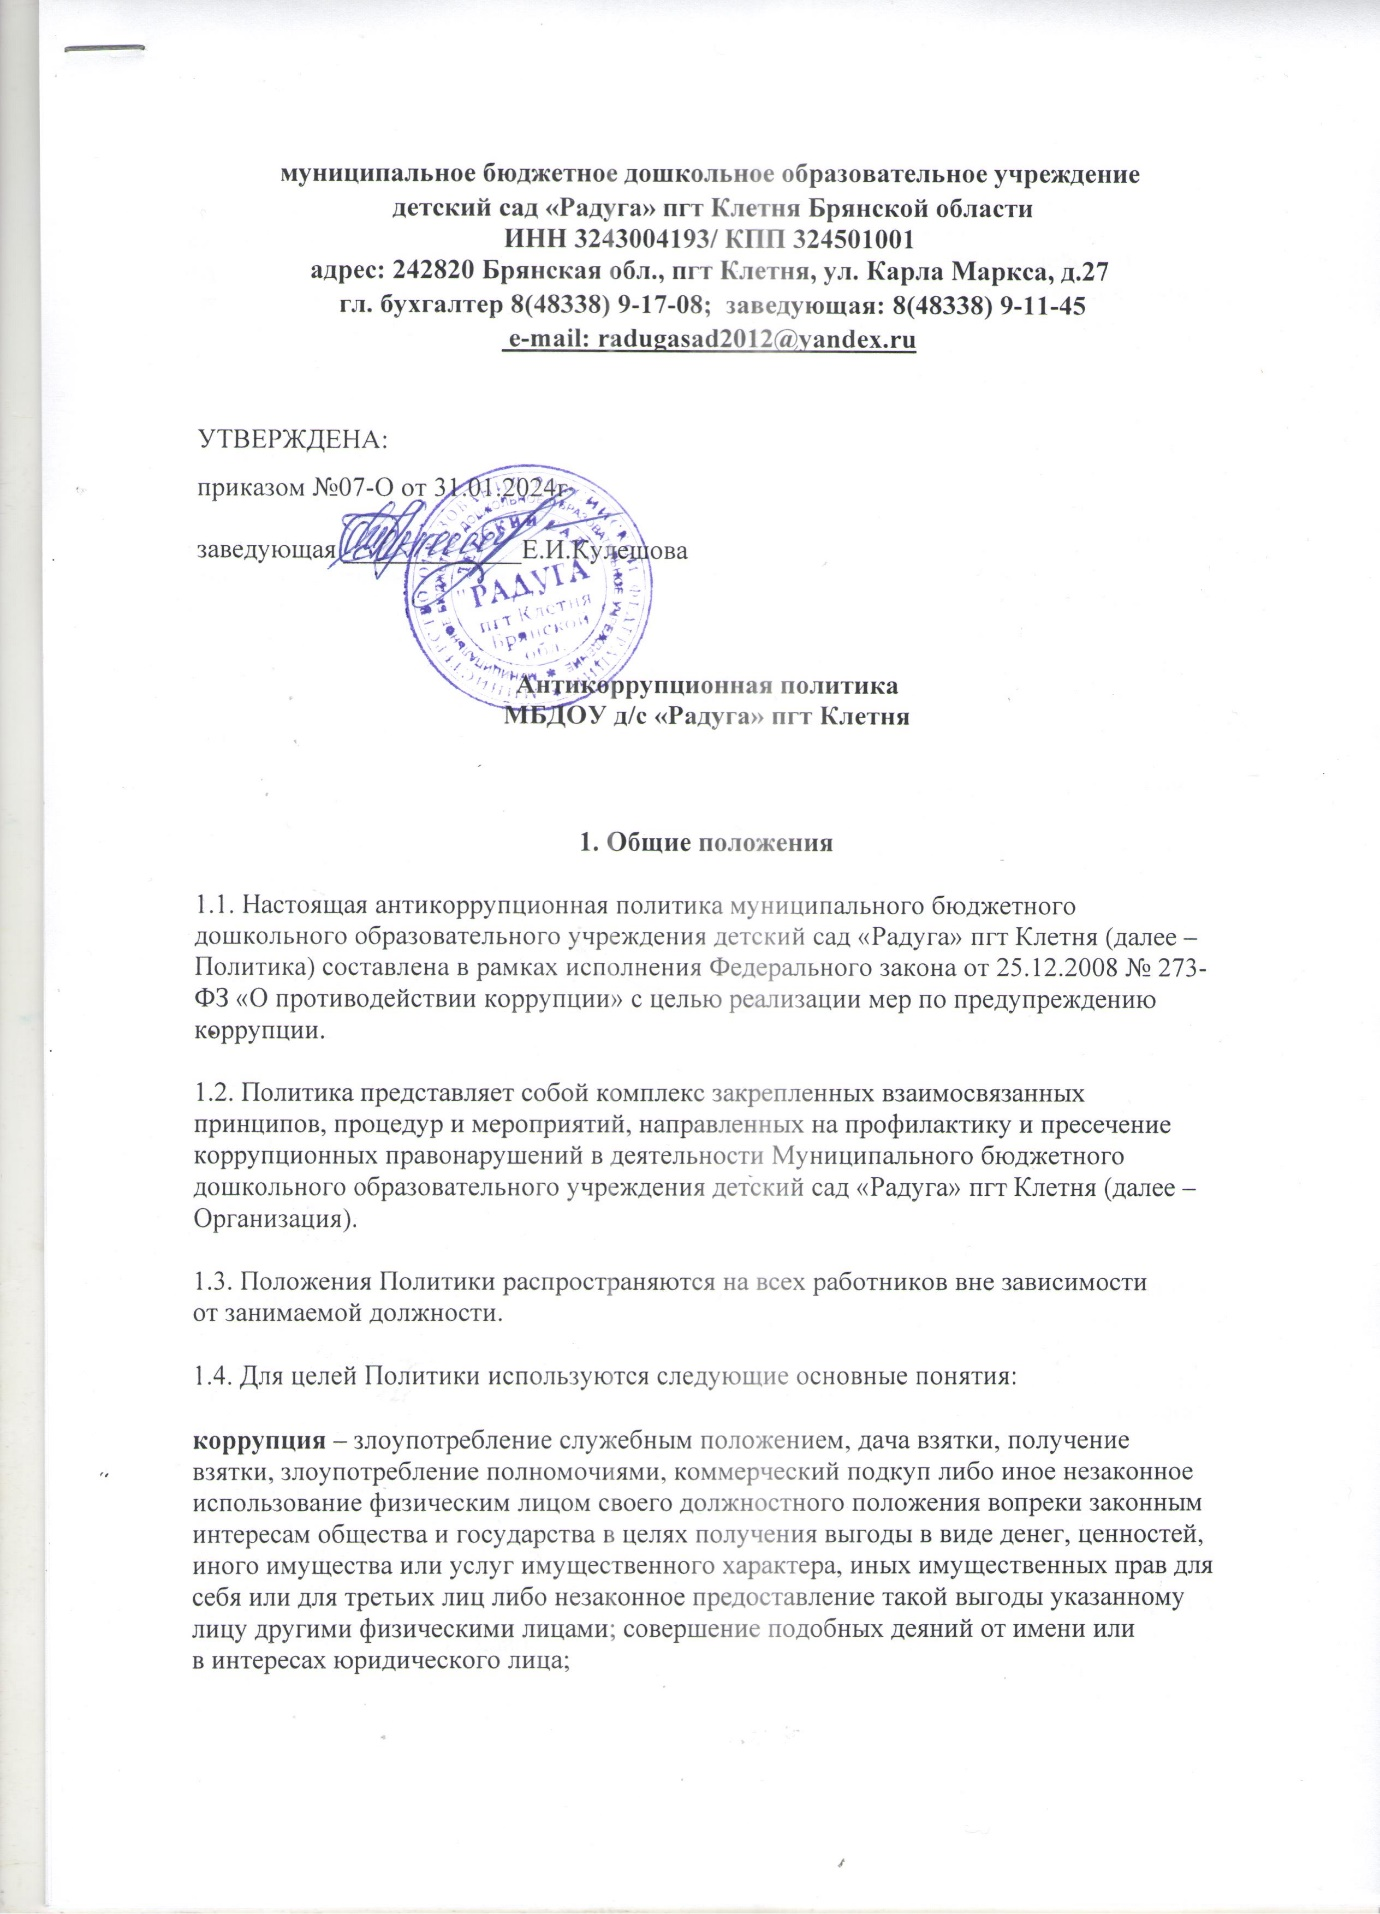 муниципальное бюджетное дошкольное образовательное учреждение
детский сад «Радуга» пгт Клетня Брянской области
ИНН 3243004193/ КПП 324501001
адрес: 242820 Брянская обл., пгт Клетня, ул. Карла Маркса, д.27
гл. бухгалтер 8(48338) 9-17-08; заведующая: 8(48338) 9-11-45
e-mail: radugasad2012@yandex.ru
УТВЕРЖДЕНА:
приказом №07-О от 31.01.2024г.
заведующая ______________Е.И.Кулешова
ДЕТСКИЙ САД
"РАДУГА"
пгт Клетня
Брянской
обл.
Антикоррупционная политика
МБДОУ д/с «Радуга» пгт Клетня
1. Общие положения
1.1. Настоящая антикоррупционная политика муниципального бюджетного
дошкольного образовательного учреждения детский сад «Радуга» пгт Клетня (далее –
Политика) составлена в рамках исполнения Федерального закона от 25.12.2008 № 273-
ФЗ «О противодействии коррупции» с целью реализации мер по предупреждению
коррупции.
1.2. Политика представляет собой комплекс закрепленных взаимосвязанных
принципов, процедур и мероприятий, направленных на профилактику и пресечение
коррупционных правонарушений в деятельности Муниципального бюджетного
дошкольного образовательного учреждения детский сад «Радуга» пгт Клетня (далее –
Организация).
1.3. Положения Политики распространяются на всех работников вне зависимости
от занимаемой должности.
1.4. Для целей Политики используются следующие основные понятия:
коррупция – злоупотребление служебным положением, дача взятки, получение
взятки, злоупотребление полномочиями, коммерческий подкуп либо иное незаконное
использование физическим лицом своего должностного положения вопреки законным
интересам общества и государства в целях получения выгоды в виде денег, ценностей,
иного имущества или услуг имущественного характера, иных имущественных прав для
себя или для третьих лиц либо незаконное предоставление такой выгоды указанному
лицу другими физическими лицами; совершение подобных деяний от имени или
в интересах юридического лица;